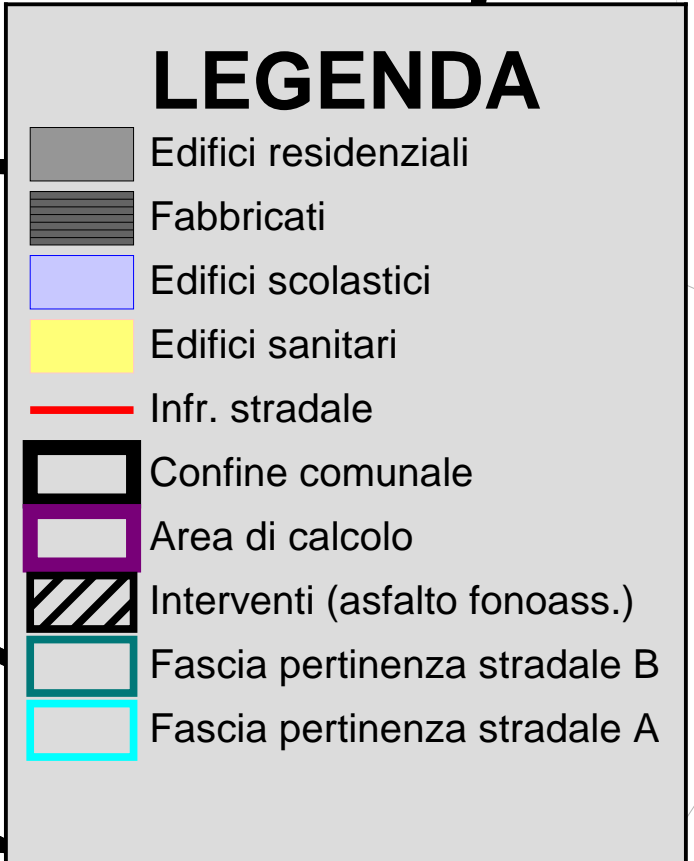 LEGENDA
Edifici residenziali
Fabbricati
Edifici scolastici
Edifici sanitari
Infr. stradale
Confine comunale
Area di calcolo
Interventi (asfalto fonoass.)
Fascia pertinenza stradale B
Fascia pertinenza stradale A